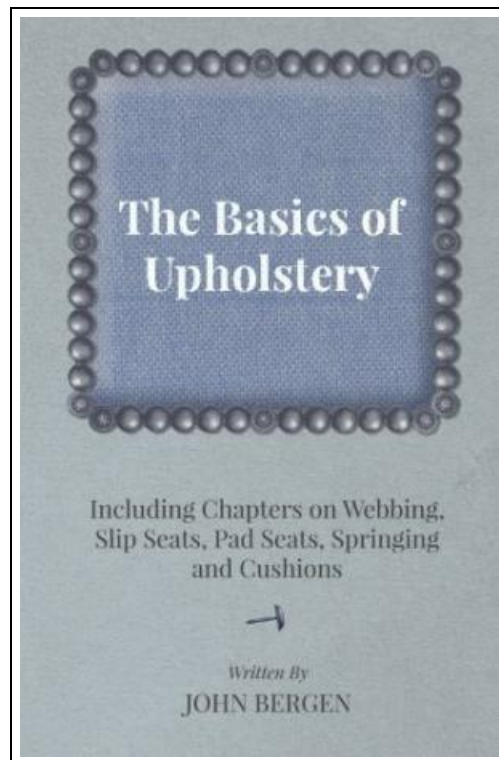 The Basics of
Upholstery
Including Chapters on Webbing,
Slip Seats, Pad Seats, Springing
and Cushions
Written By
JOHN BERGEN